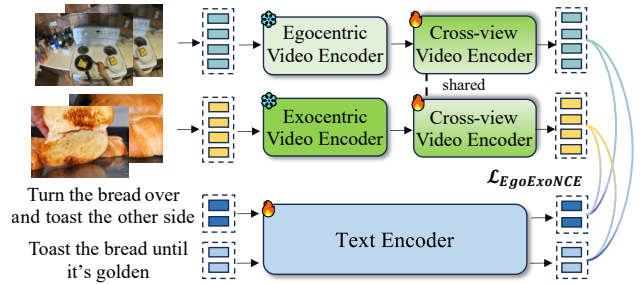 Egocentric
Video Encoder
Cross-view
Video Encoder
shared
Exocentric
Video Encoder
Cross-view
Video Encoder
ℒ_EgoExoNCE
Turn the bread over
and toast the other side
Text Encoder
Toast the bread until
it's golden